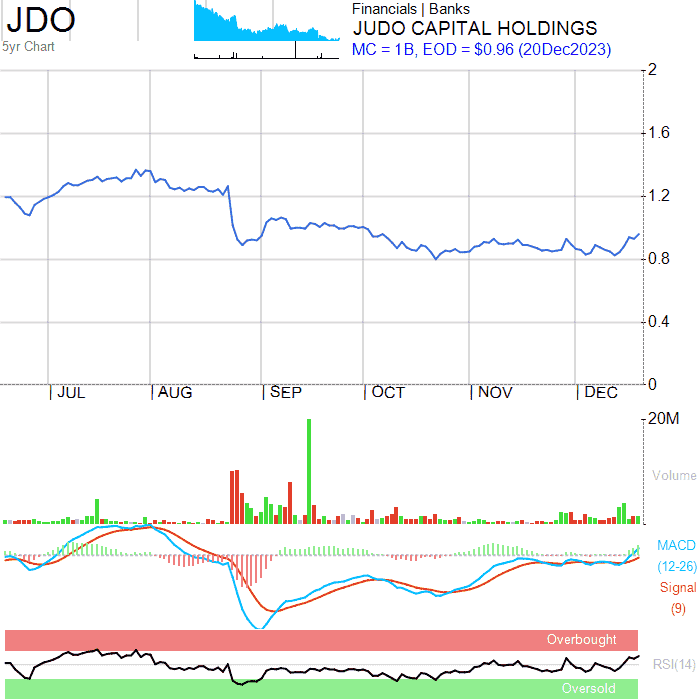 JDO
5yr Chart
Financials | Banks
JUDO CAPITAL HOLDINGS
MC = 1B, EOD = $0.96 (20Dec2023)
2
1.6
1.2
0.8
0.4
0
| JUL | AUG | SEP | OCT | NOV | DEC
20M
Volume
MACD
(12-26)
Signal
(9)
Overbought
RSI(14)
Oversold